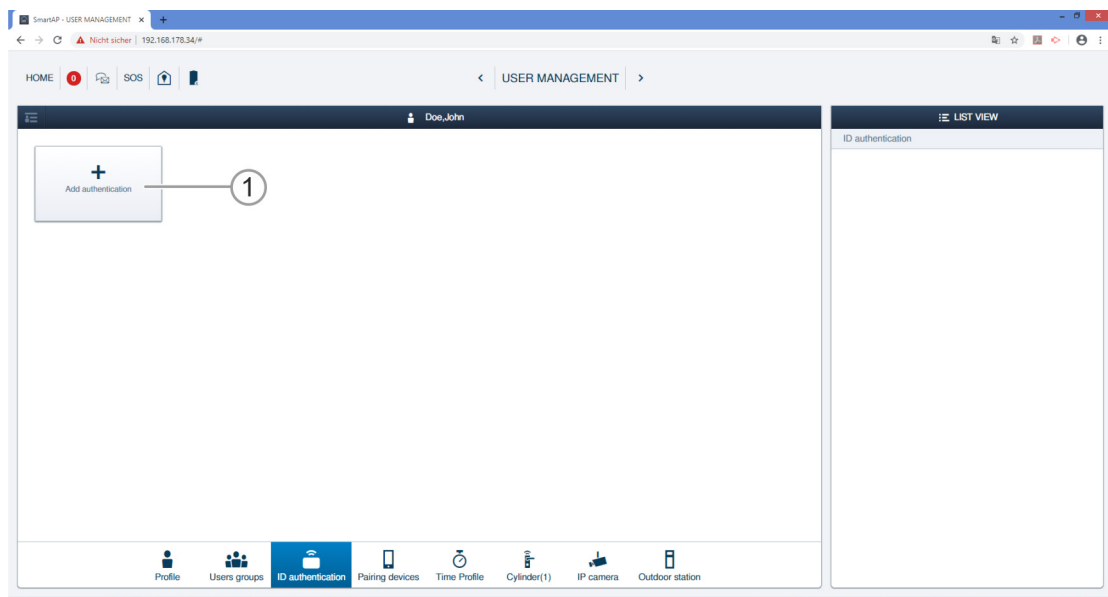 SmartAP - USER MANAGEMENT
Nicht sicher | 192.168.178.34/#
HOME 0 SOS USER MANAGEMENT
Doe,John
LIST VIEW
ID authentication
Add authentication
1
Profile Users groups ID authentication Pairing devices Time Profile Cylinder(1) IP camera Outdoor station